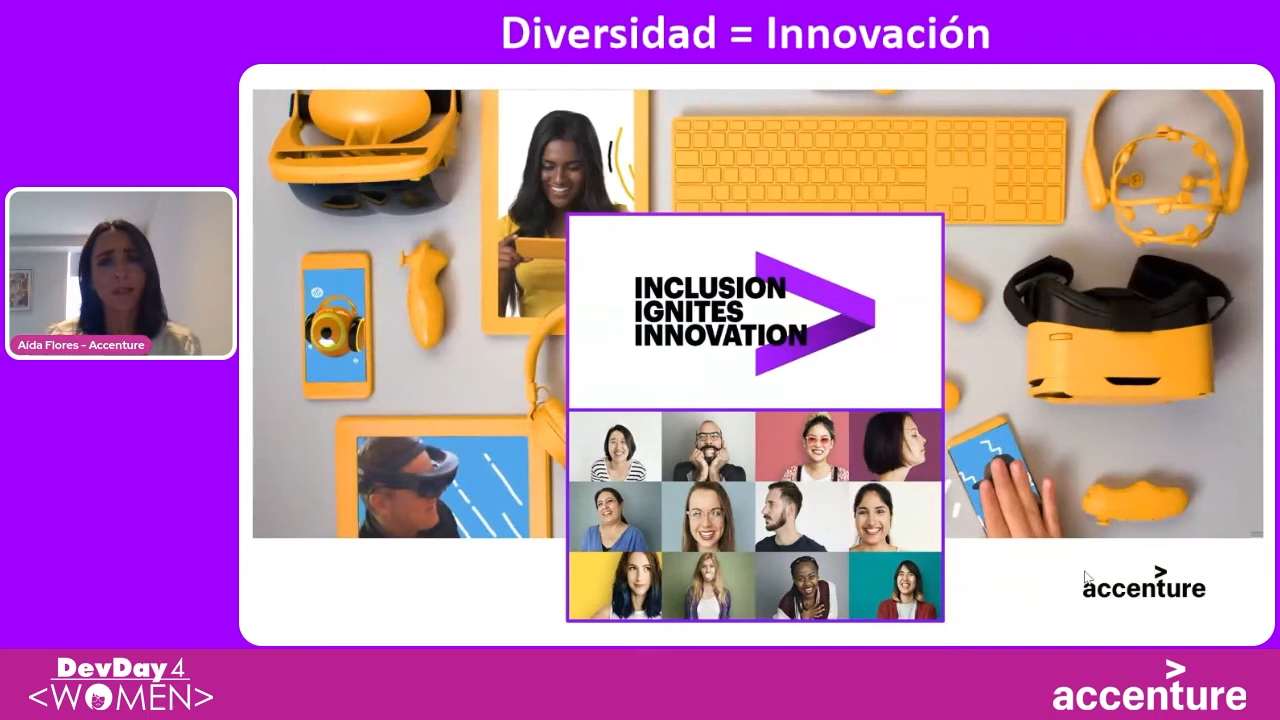 Diversidad = Innovación
INCLUSION
IGNITES
INNOVATION
Aída Flores - Accenture
accenture
DevDay4
<WOMEN>
accenture